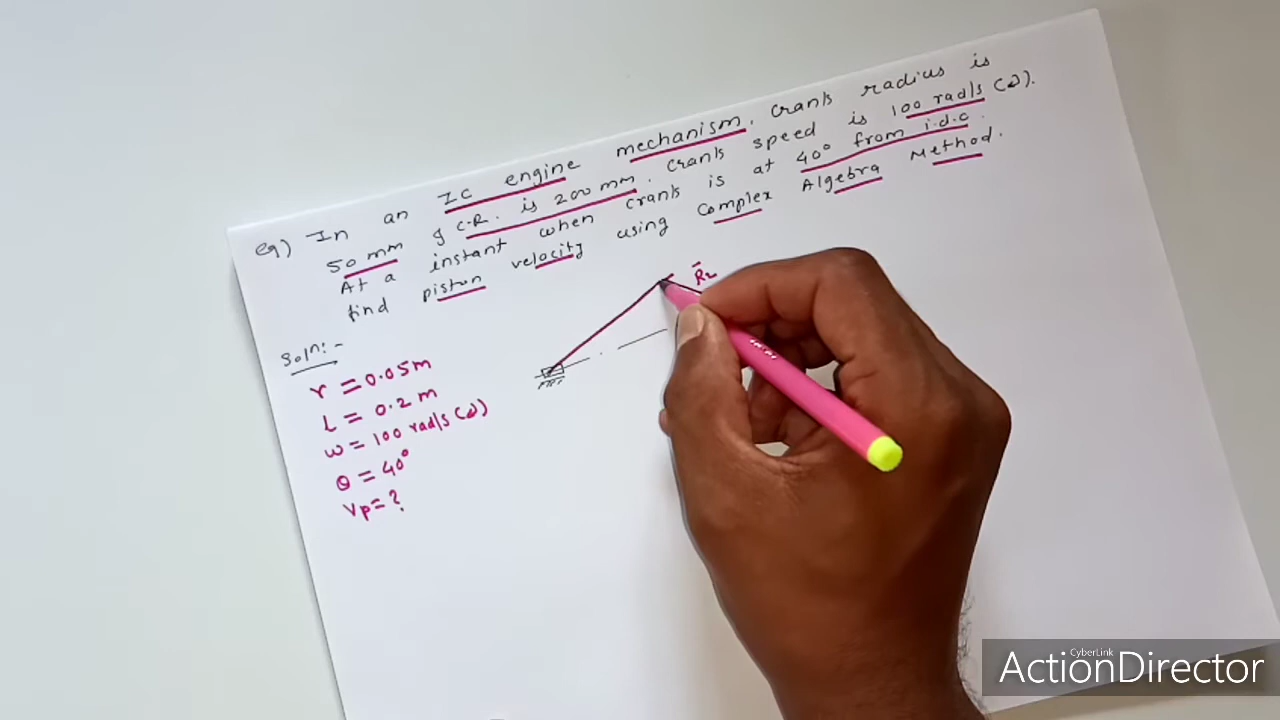 eg) In an IC engine mechanism. Crank radius is
50 mm & C.R. is 200 mm. Crank speed is 100 rad/s (↻).
At a instant when crank is at 40° from i.d.c.
find piston velocity using Complex Algebra Method.
Soln:-
r = 0.05m
l = 0.2 m
w = 100 rad/s (↻)
θ = 40°
Vp = ?
R̄2
CyberLink
ActionDirector